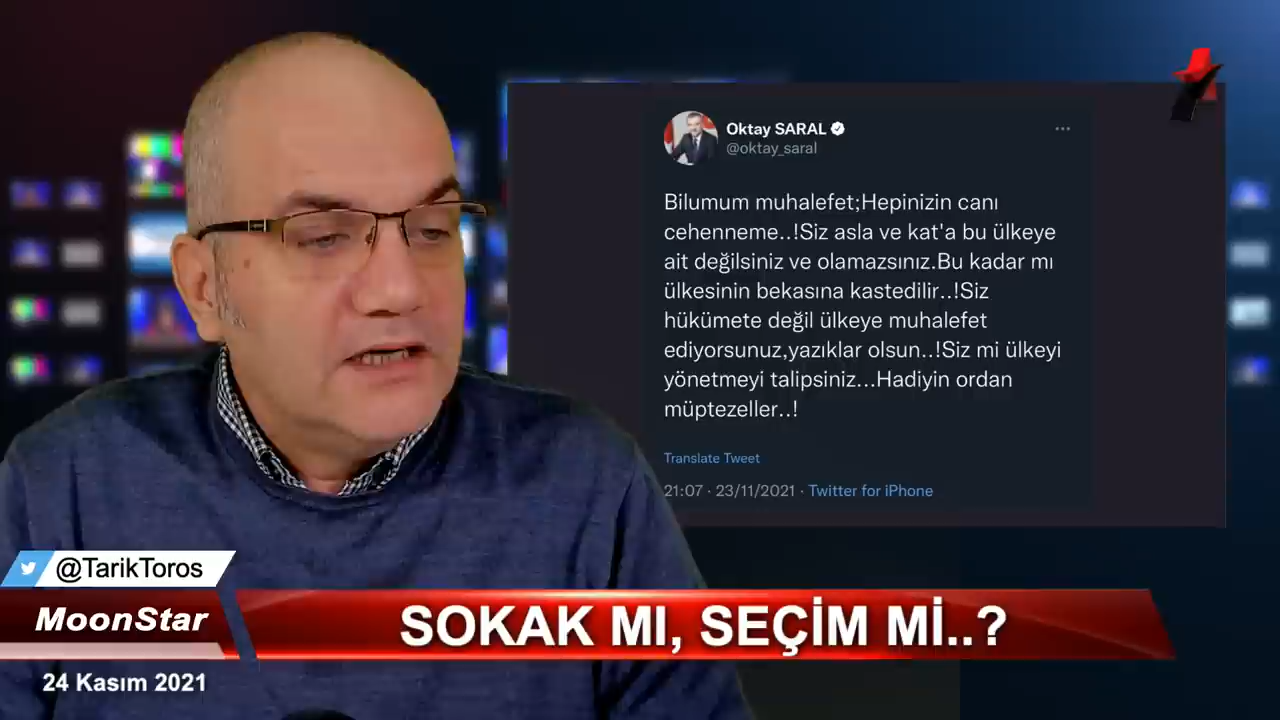 Oktay SARAL
@oktay_saral
Bilumum muhalefet;Hepinizin canı
cehenneme..!Siz asla ve kat'a bu ülkeye
ait değilsiniz ve olamazsınız.Bu kadar mı
ülkesinin bekasına kastedilir..!Siz
hükümete değil ülkeye muhalefet
ediyorsunuz,yazıklar olsun..!Siz mi ülkeyi
yönetmeyi talipsiniz...Hadiyin ordan
müptezeller..!
Translate Tweet
21:07 · 23/11/2021 · Twitter for iPhone
@TarikToros
MoonStar
SOKAK MI, SEÇİM Mİ..?
24 Kasım 2021